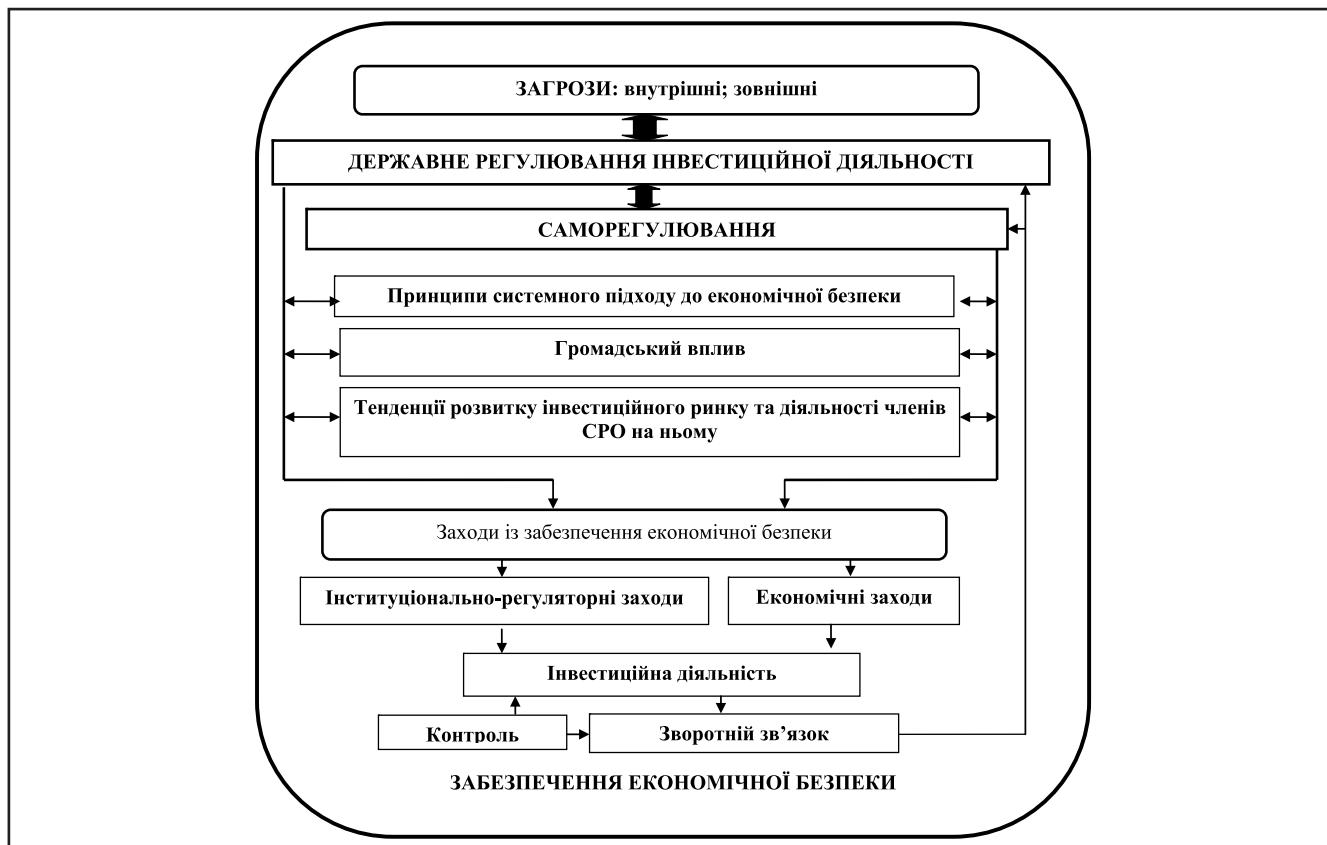 ЗАГРОЗИ: внутрішні; зовнішні
ДЕРЖАВНЕ РЕГУЛЮВАННЯ ІНВЕСТИЦІЙНОЇ ДІЯЛЬНОСТІ
САМОРЕГУЛЮВАННЯ
Принципи системного підходу до економічної безпеки
Громадський вплив
Тенденції розвитку інвестиційного ринку та діяльності членів
СРО на ньому
Заходи із забезпечення економічної безпеки
Інституціонально-регуляторні заходи
Економічні заходи
Інвестиційна діяльність
Контроль
Зворотній зв’язок
ЗАБЕЗПЕЧЕННЯ ЕКОНОМІЧНОЇ БЕЗПЕКИ